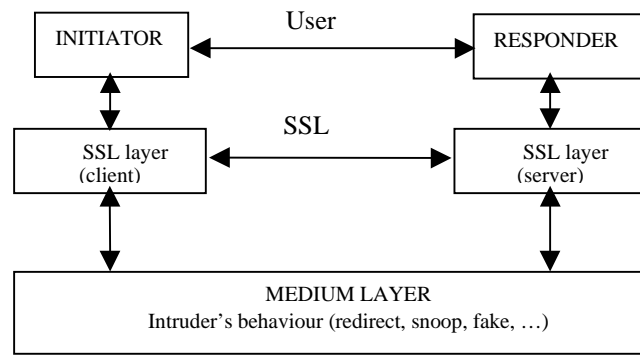 User
INITIATOR
RESPONDER
SSL
SSL layer
(client)
SSL layer
(server)
MEDIUM LAYER
Intruder's behaviour (redirect, snoop, fake, …)